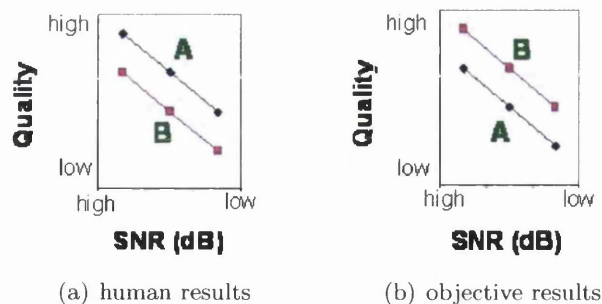 high
A
Quality
B
low
high
low
SNR (dB)
(a) human results
high
B
Quality
A
low
high
low
SNR (dB)
(b) objective results